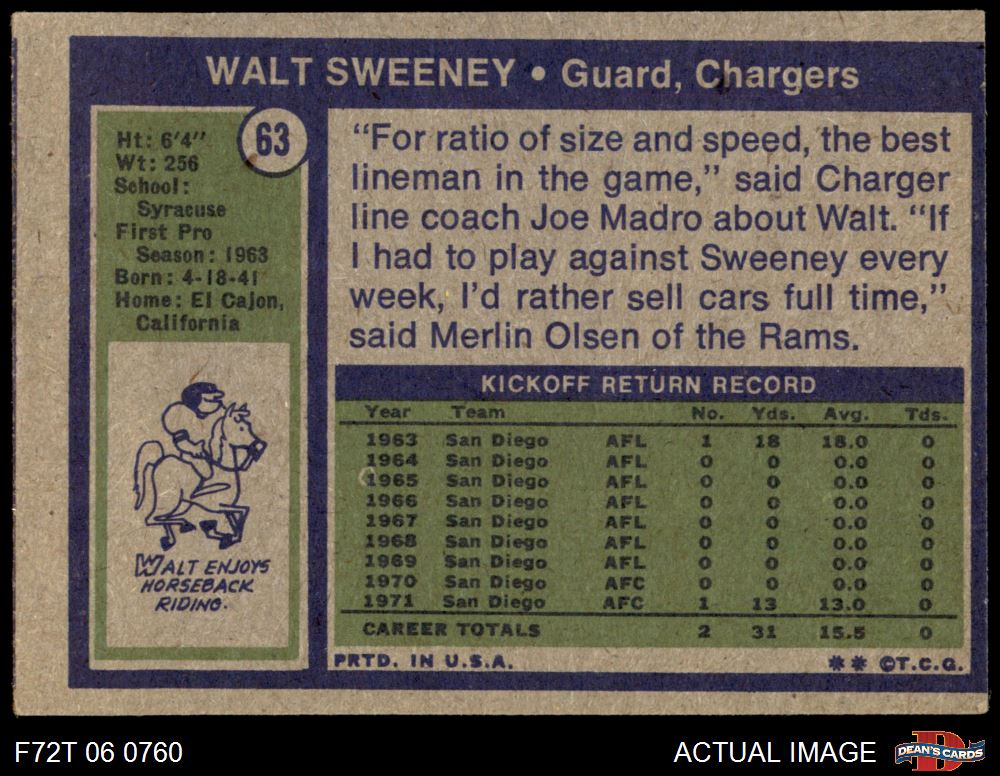 WALT SWEENEY • Guard, Chargers
63
Ht: 6'4"
Wt: 256
School:
Syracuse
First Pro
Season: 1963
Born: 4-18-41
Home: El Cajon,
California
WALT ENJOYS
HORSEBACK
RIDING.
"For ratio of size and speed, the best
lineman in the game," said Charger
line coach Joe Madro about Walt. "If
I had to play against Sweeney every
week, I'd rather sell cars full time,"
said Merlin Olsen of the Rams.
KICKOFF RETURN RECORD
Year Team No. Yds. Avg. Tds.
1963 San Diego AFL 1 18 18.0 0
1964 San Diego AFL 0 0 0.0 0
1965 San Diego AFL 0 0 0.0 0
1966 San Diego AFL 0 0 0.0 0
1967 San Diego AFL 0 0 0.0 0
1968 San Diego AFL 0 0 0.0 0
1969 San Diego AFL 0 0 0.0 0
1970 San Diego AFC 0 0 0.0 0
1971 San Diego AFC 1 13 13.0 0
CAREER TOTALS 2 31 15.5 0
PRTD. IN U.S.A. ** ©T.C.G.
F72T 06 0760 ACTUAL IMAGE D DEAN'S CARDS